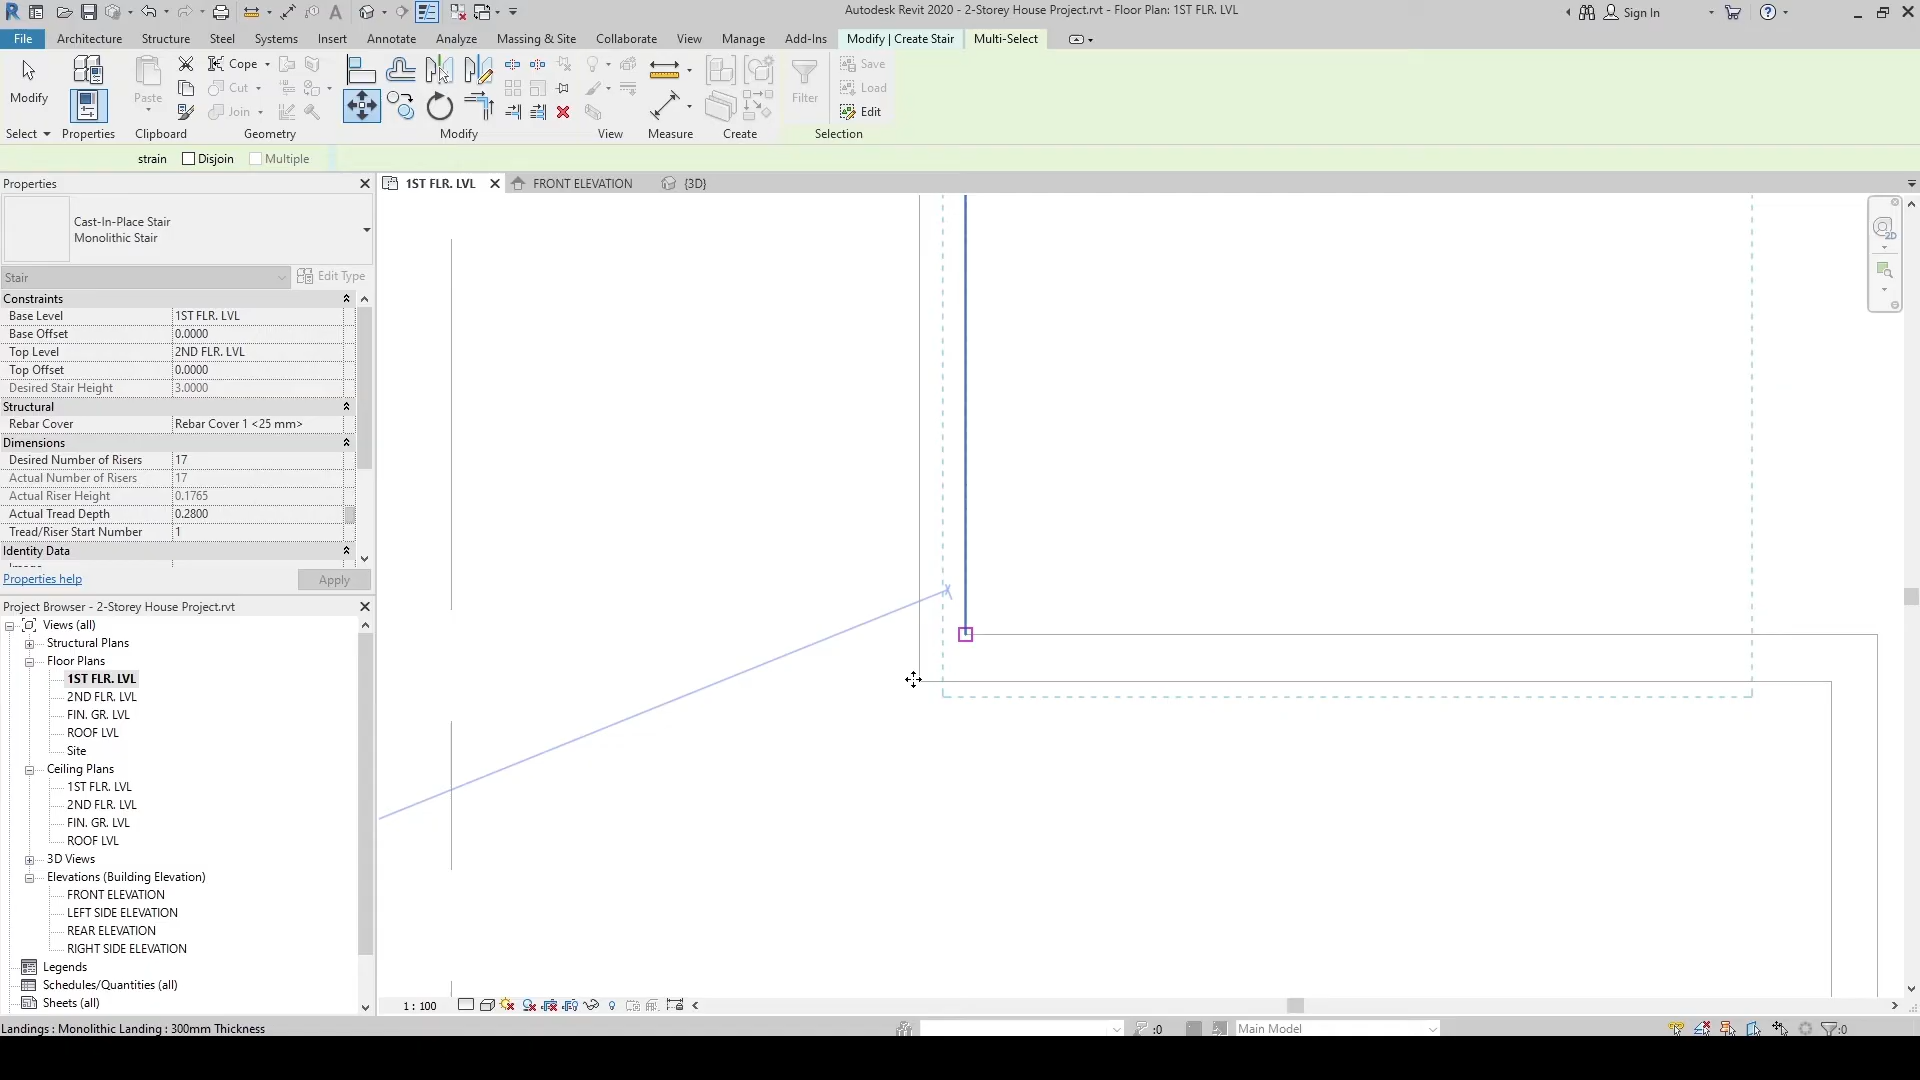 Autodesk Revit 2020 - 2-Storey House Project.rvt - Floor Plan: 1ST FLR. LVL
Sign In
File Architecture Structure Steel Systems Insert Annotate Analyze Massing & Site Collaborate View Manage Add-Ins Modify | Create Stair Multi-Select
Modify
Paste
Cope
Cut
Join
Filter
Save
Load
Edit
Select Properties Clipboard Geometry Modify View Measure Create Selection
strain Disjoin Multiple
Properties
1ST FLR. LVL FRONT ELEVATION {3D}
Cast-In-Place Stair
Monolithic Stair
Stair Edit Type
Constraints
Base Level 1ST FLR. LVL
Base Offset 0.0000
Top Level 2ND FLR. LVL
Top Offset 0.0000
Desired Stair Height 3.0000
Structural
Rebar Cover Rebar Cover 1 <25 mm>
Dimensions
Desired Number of Risers 17
Actual Number of Risers 17
Actual Riser Height 0.1765
Actual Tread Depth 0.2800
Tread/Riser Start Number 1
Identity Data
Properties help Apply
Project Browser - 2-Storey House Project.rvt
Views (all)
Structural Plans
Floor Plans
1ST FLR. LVL
2ND FLR. LVL
FIN. GR. LVL
ROOF LVL
Site
Ceiling Plans
1ST FLR. LVL
2ND FLR. LVL
FIN. GR. LVL
ROOF LVL
3D Views
Elevations (Building Elevation)
FRONT ELEVATION
LEFT SIDE ELEVATION
REAR ELEVATION
RIGHT SIDE ELEVATION
Legends
Schedules/Quantities (all)
Sheets (all)
2D
1 : 100
Landings : Monolithic Landing : 300mm Thickness
:0
Main Model
:0